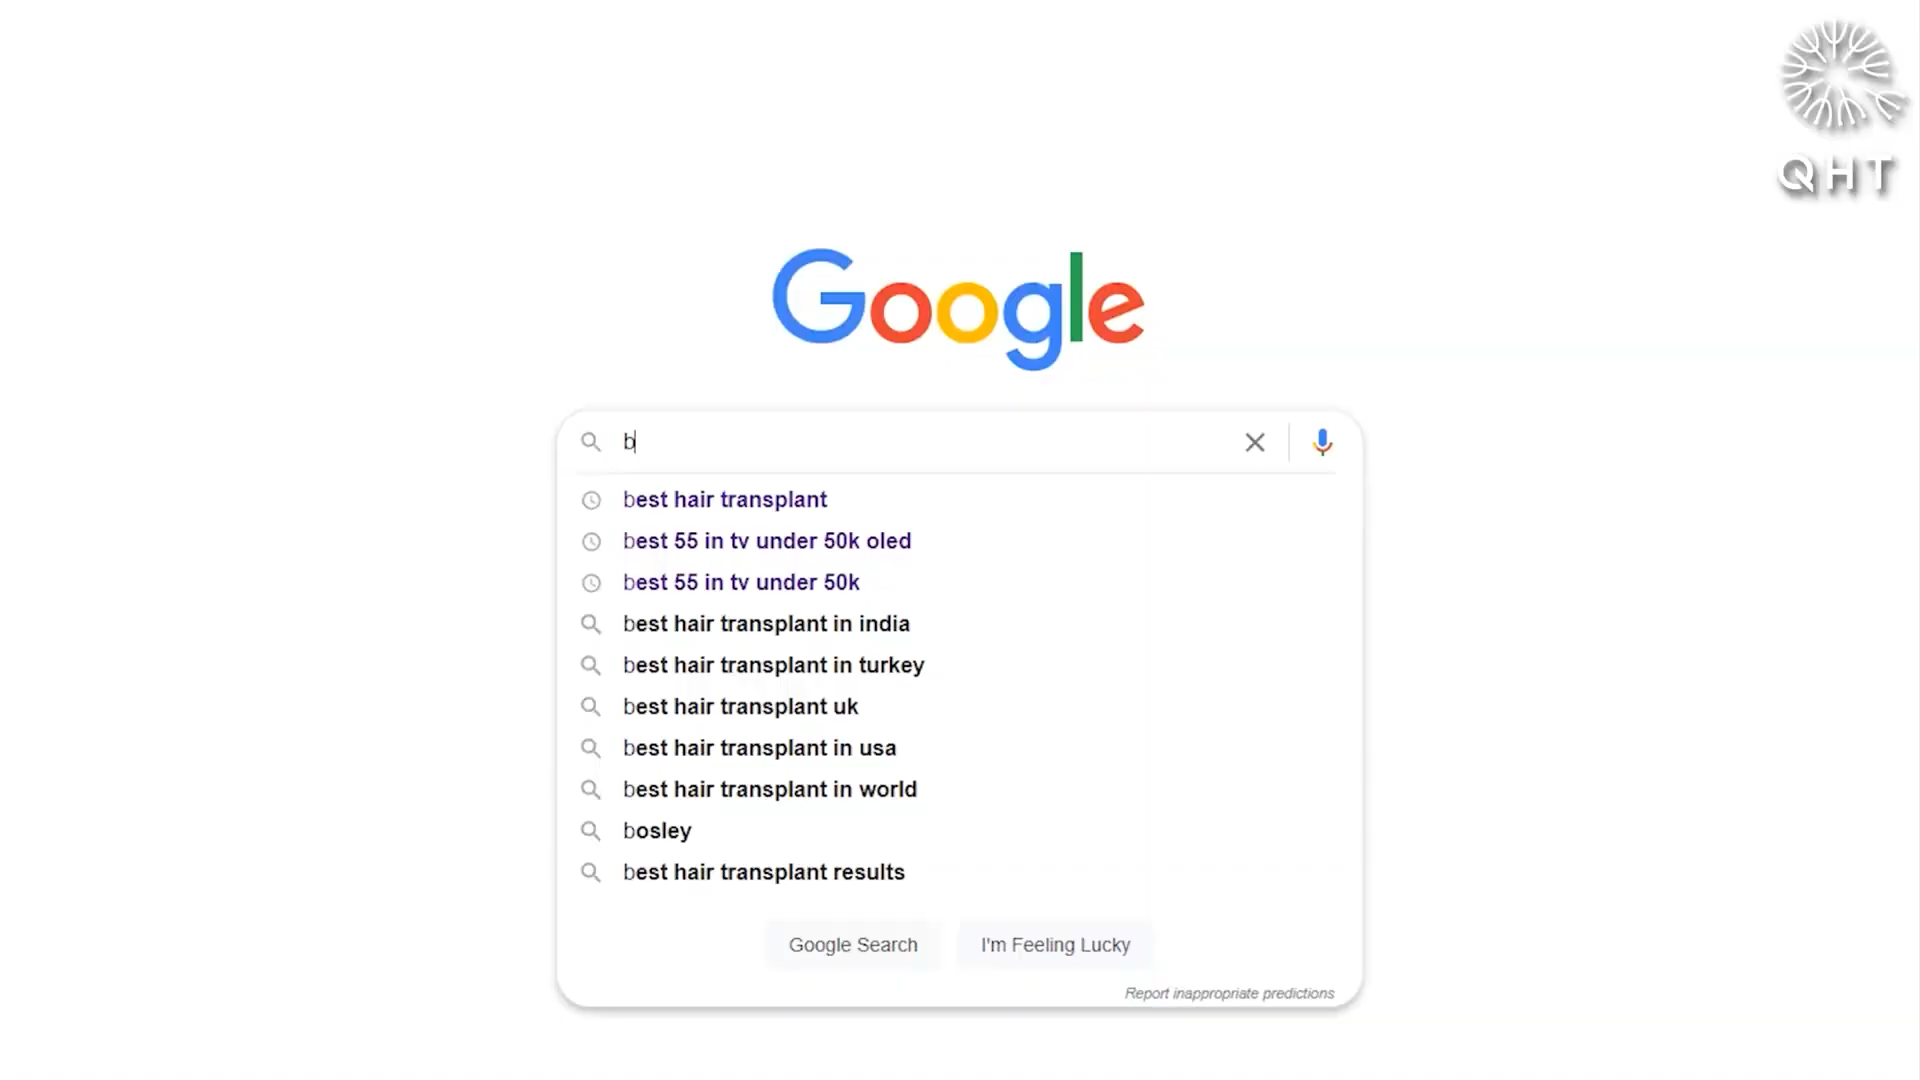 QHT
Google
b
best hair transplant
best 55 in tv under 50k oled
best 55 in tv under 50k
best hair transplant in india
best hair transplant in turkey
best hair transplant uk
best hair transplant in usa
best hair transplant in world
bosley
best hair transplant results
Google Search I'm Feeling Lucky
Report inappropriate predictions